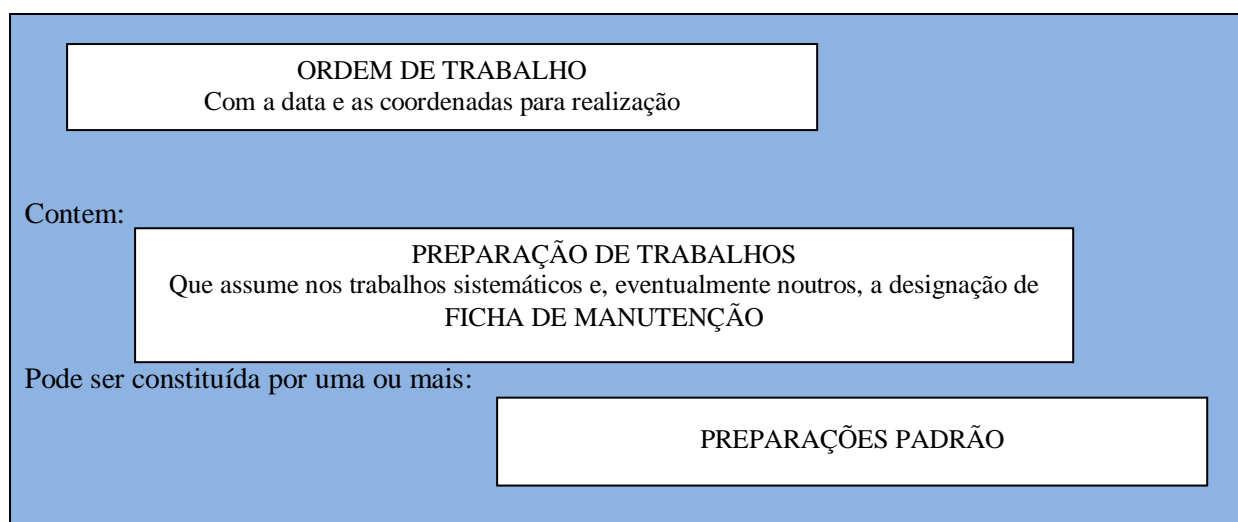 ORDEM DE TRABALHO
Com a data e as coordenadas para realização
Contem:
PREPARAÇÃO DE TRABALHOS
Que assume nos trabalhos sistemáticos e, eventualmente noutros, a designação de
FICHA DE MANUTENÇÃO
Pode ser constituída por uma ou mais:
PREPARAÇÕES PADRÃO